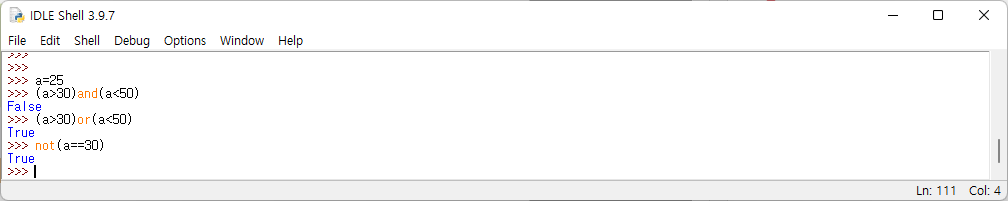 IDLE Shell 3.9.7
File Edit Shell Debug Options Window Help
>>>
>>>
>>> a=25
>>> (a>30)and(a<50)
False
>>> (a>30)or(a<50)
True
>>> not(a==30)
True
>>>
Ln: 111 Col: 4